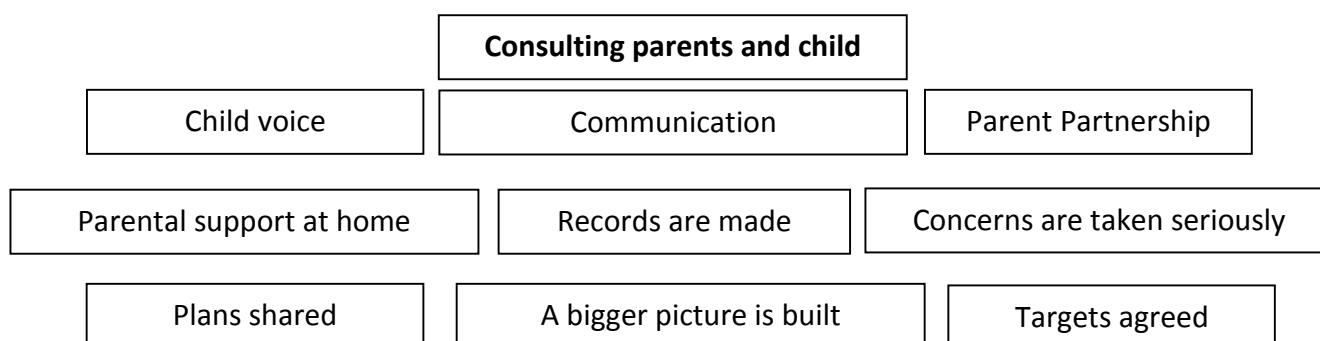 Consulting parents and child
Child voice
Communication
Parent Partnership
Parental support at home
Records are made
Concerns are taken seriously
Plans shared
A bigger picture is built
Targets agreed